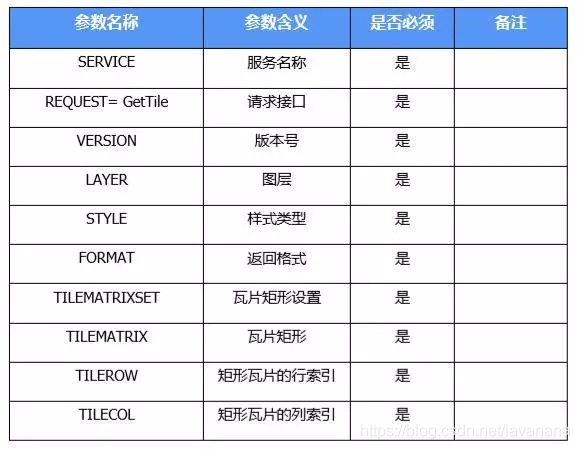 参数名称 参数含义 是否必须 备注
SERVICE 服务名称 是
REQUEST= GetTile 请求接口 是
VERSION 版本号 是
LAYER 图层 是
STYLE 样式类型 是
FORMAT 返回格式 是
TILEMATRIXSET 瓦片矩形设置 是
TILEMATRIX 瓦片矩形 是
TILEROW 矩形瓦片的行索引 是
TILECOL 矩形瓦片的列索引 是
https://blog.csdn.net/lavanana